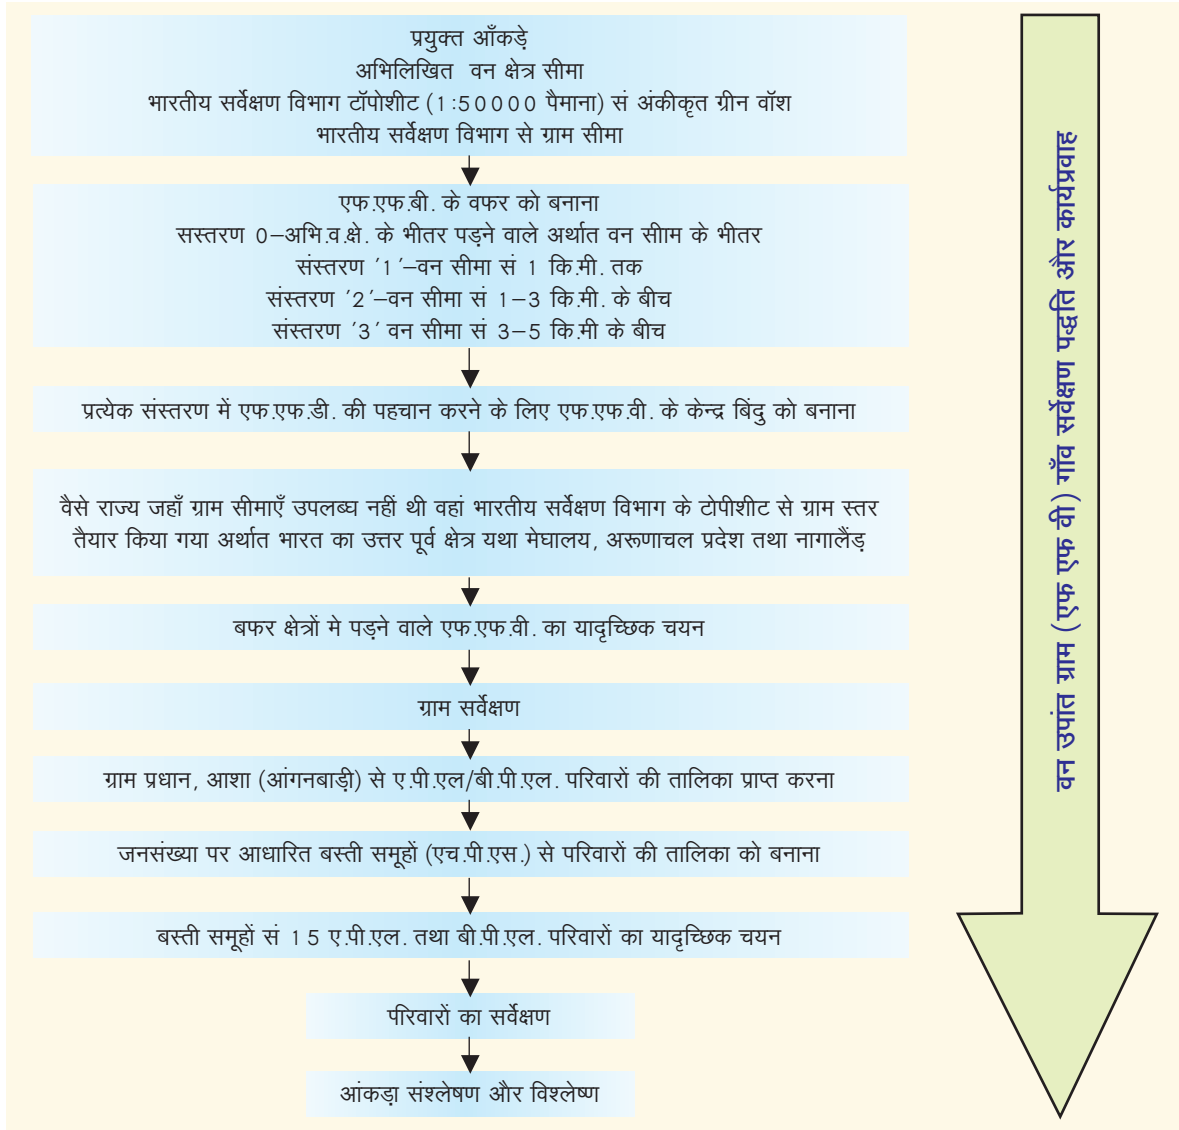 प्रयुक्त आँकड़े
अभिलिखित वन क्षेत्र सीमा
भारतीय सर्वेक्षण विभाग टॉपोशीट (1:50000 पैमाना) सं अंकीकृत ग्रीन वॉश
भारतीय सर्वेक्षण विभाग से ग्राम सीमा
एफ.एफ.बी. के वफर को बनाना
सस्तरण 0–अभि.व.क्षे. के भीतर पड़ने वाले अर्थात वन सीाम के भीतर
संस्तरण '1'–वन सीमा सं 1 कि.मी. तक
संस्तरण '2'–वन सीमा सं 1–3 कि.मी. के बीच
संस्तरण '3' वन सीमा सं 3–5 कि.मी के बीच
प्रत्येक संस्तरण में एफ.एफ.डी. की पहचान करने के लिए एफ.एफ.वी. के केन्द्र बिंदु को बनाना
वैसे राज्य जहाँ ग्राम सीमाएँ उपलब्घ नहीं थी वहां भारतीय सर्वेक्षण विभाग के टोपीशीट से ग्राम स्तर
तैयार किया गया अर्थात भारत का उत्तर पूर्व क्षेत्र यथा मेघालय, अरूणाचल प्रदेश तथा नागालैंड़
बफर क्षेत्रों मे पड़ने वाले एफ.एफ.वी. का यादृच्छिक चयन
ग्राम सर्वेक्षण
ग्राम प्रधान, आशा (आंगनबाड़ी) से ए.पी.एल/बी.पी.एल. परिवारों की तालिका प्राप्त करना
जनसंख्या पर आधारित बस्ती समूहों (एच.पी.एस.) से परिवारों की तालिका को बनाना
बस्ती समूहों सं 15 ए.पी.एल. तथा बी.पी.एल. परिवारों का यादृच्छिक चयन
परिवारों का सर्वेक्षण
आंकड़ा संश्लेषण और विश्लेष्ण
वन उपांत ग्राम (एफ एफ वी) गाँव सर्वेक्षण पद्धति और कार्यप्रवाह